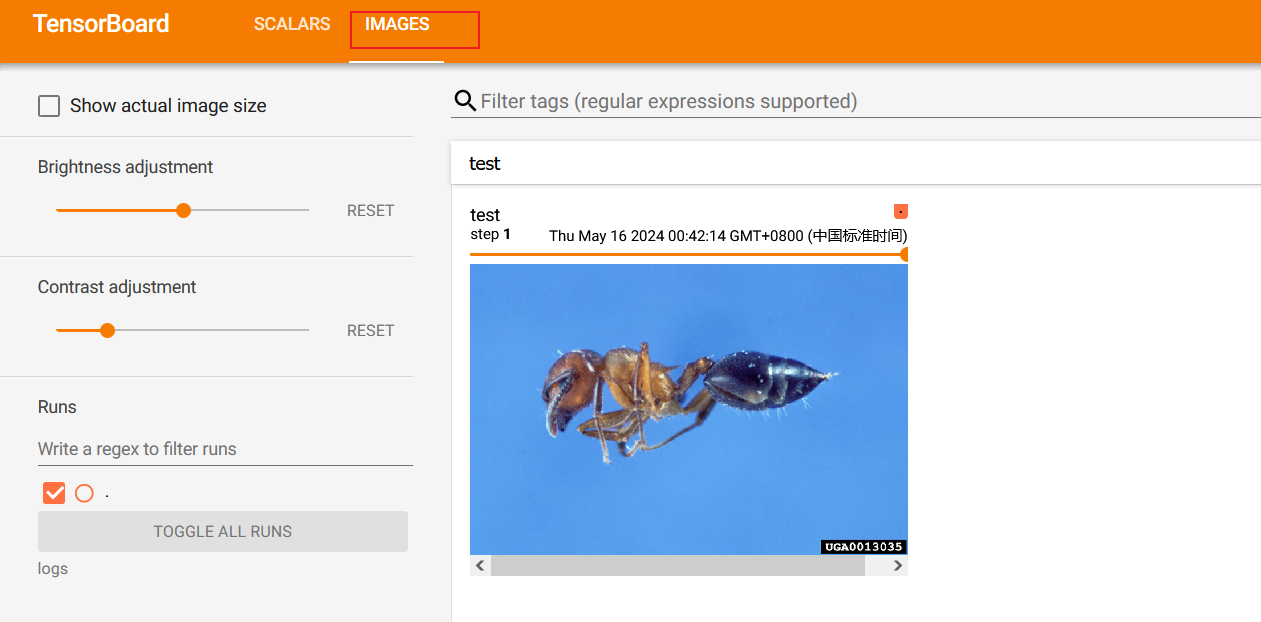 TensorBoard SCALARS IMAGES
Show actual image size
Filter tags (regular expressions supported)
Brightness adjustment
RESET
Contrast adjustment
RESET
Runs
Write a regex to filter runs
.
TOGGLE ALL RUNS
logs
test
test
step 1 Thu May 16 2024 00:42:14 GMT+0800 (中国标准时间)
UGA0013035